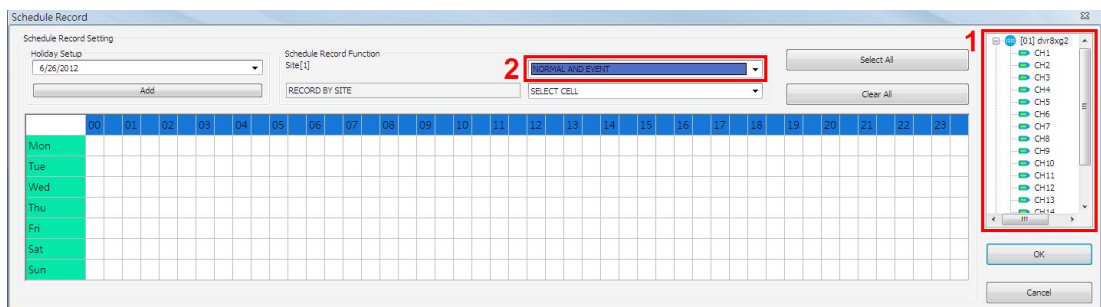 Schedule Record
Schedule Record Setting
Holiday Setup
6/26/2012
Add
Schedule Record Function
Site[1]
RECORD BY SITE
2
NORMAL AND EVENT
SELECT CELL
Select All
Clear All
1
[01] dvr8xg2
CH1
CH2
CH3
CH4
CH5
CH6
CH7
CH8
CH9
CH10
CH11
CH12
CH13
CH14
00 01 02 03 04 05 06 07 08 09 10 11 12 13 14 15 16 17 18 19 20 21 22 23
Mon
Tue
Wed
Thu
Fri
Sat
Sun
OK
Cancel